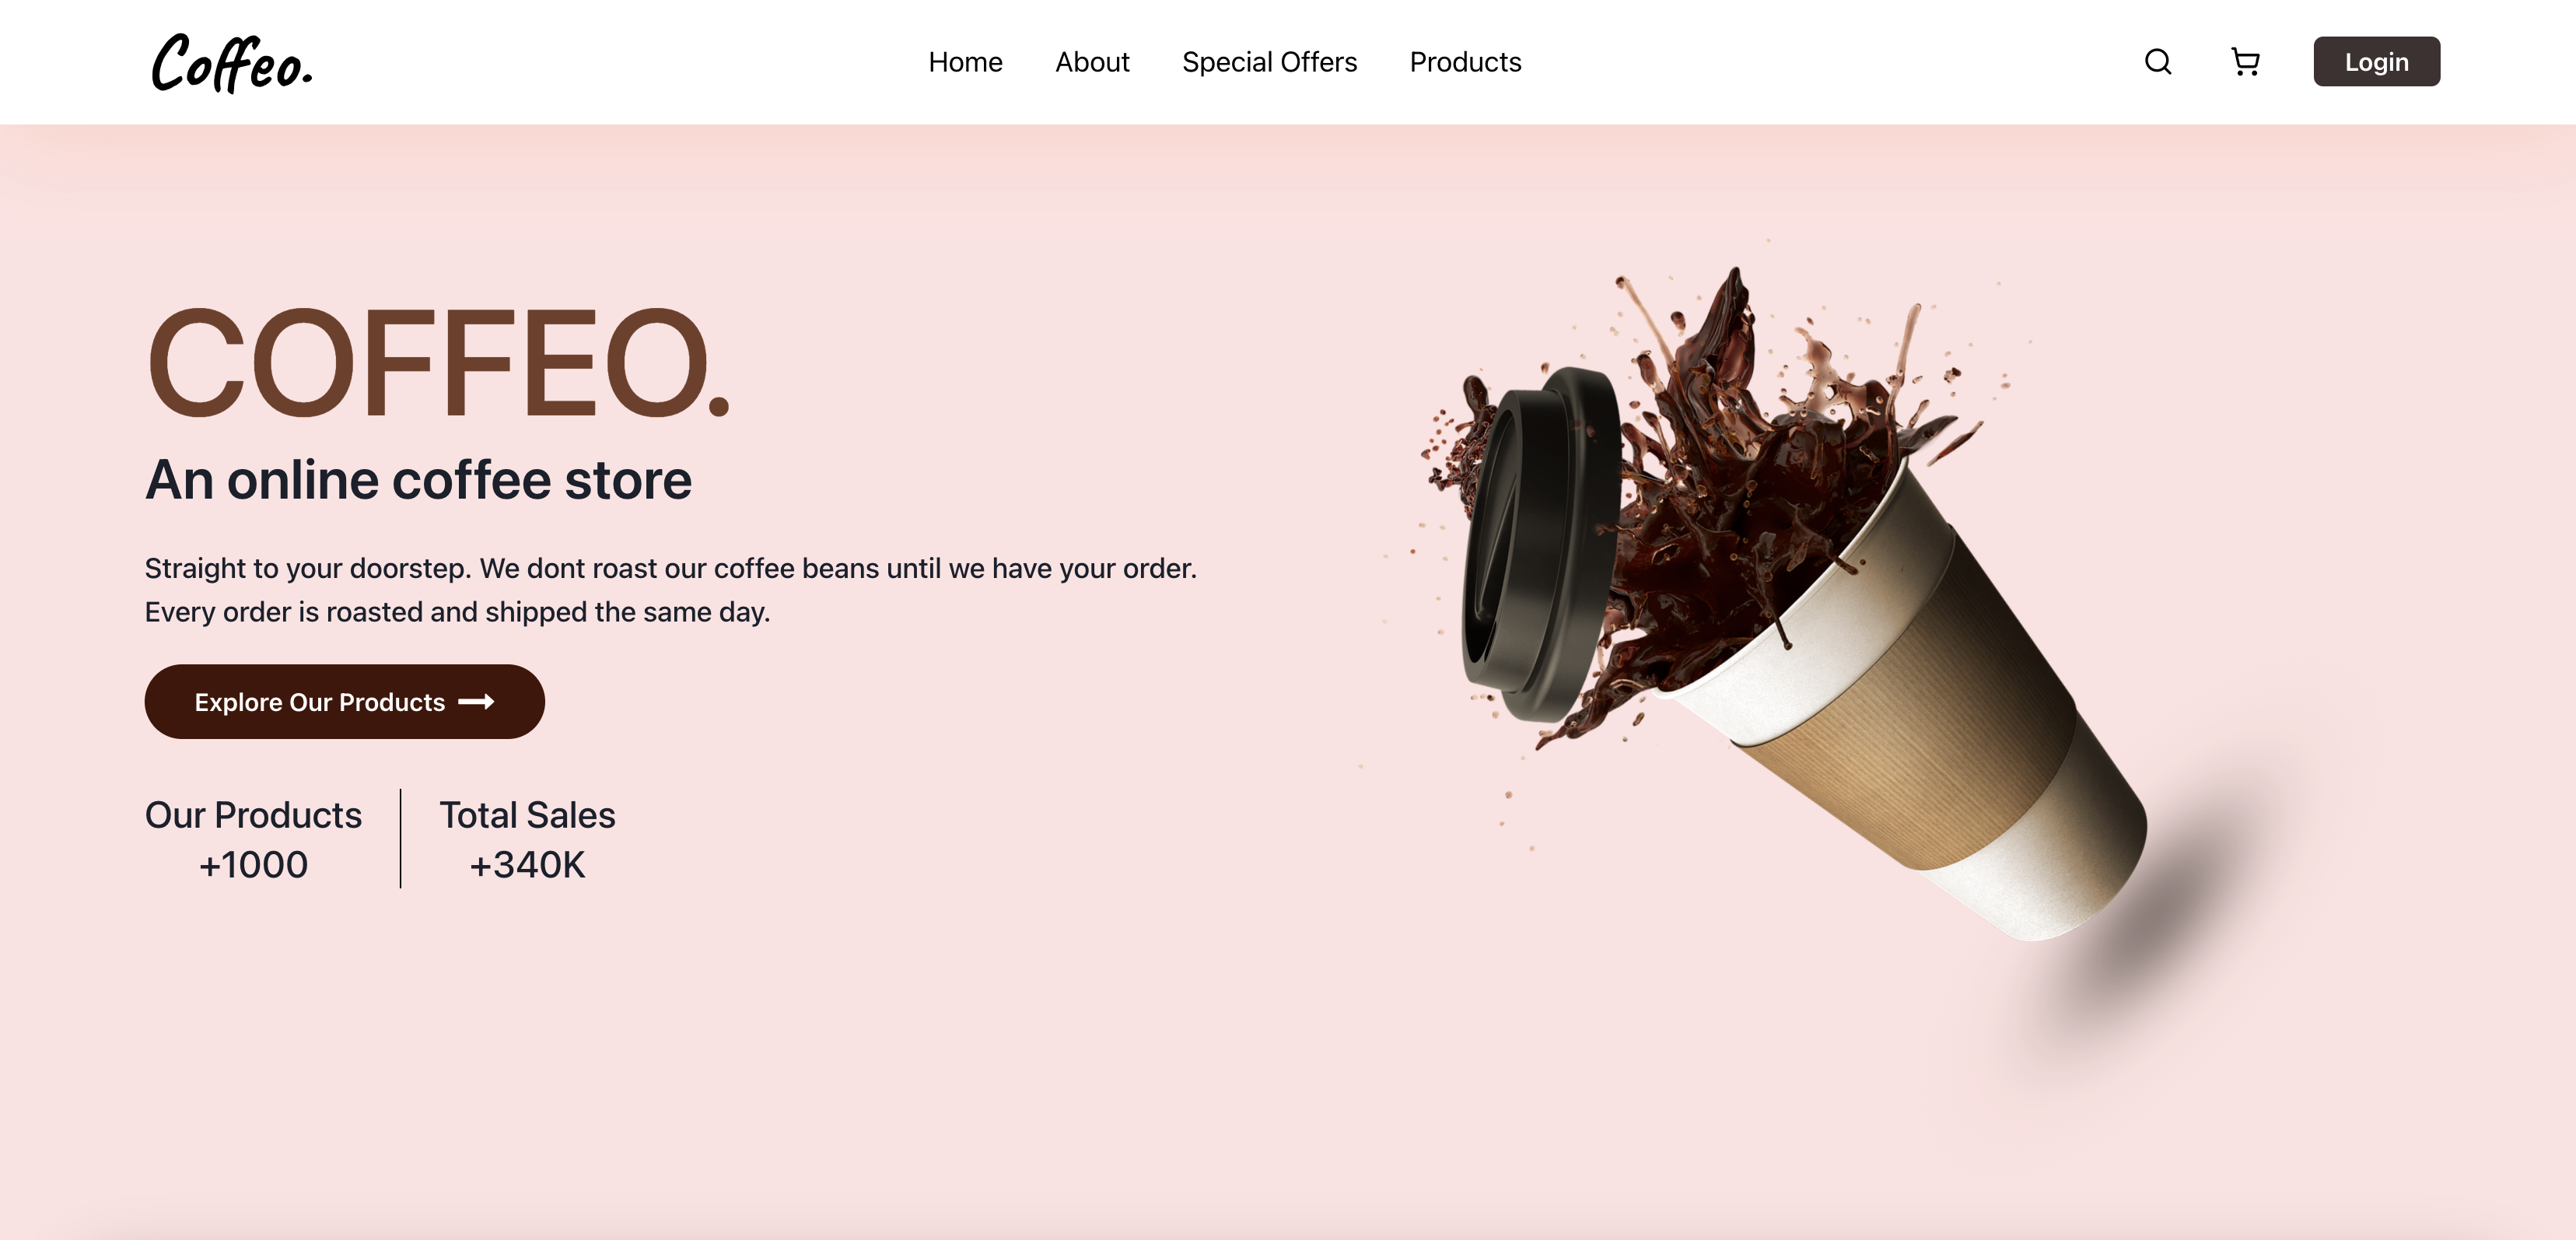 Coffeo.
Home About Special Offers Products
Login
COFFEO.
An online coffee store
Straight to your doorstep. We dont roast our coffee beans until we have your order.
Every order is roasted and shipped the same day.
Explore Our Products
Our Products
+1000
Total Sales
+340K